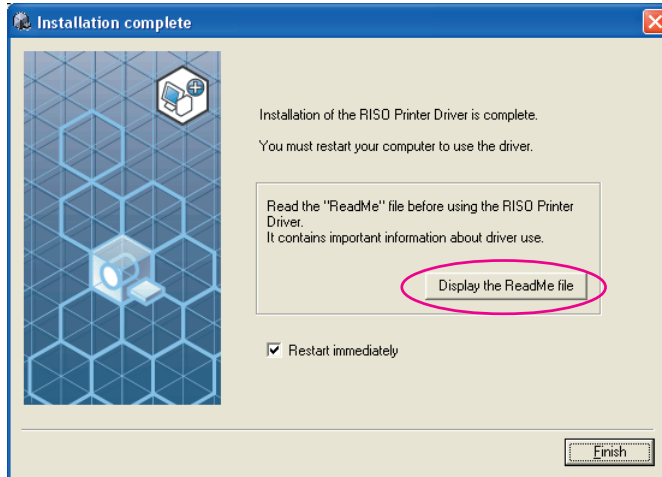 Installation complete
Installation of the RISO Printer Driver is complete.
You must restart your computer to use the driver.
Read the "ReadMe" file before using the RISO Printer
Driver.
It contains important information about driver use.
Display the ReadMe file
Restart immediately
Finish